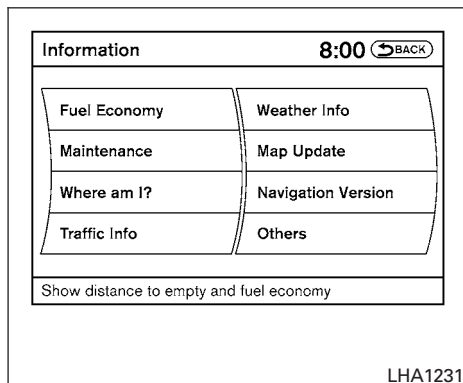 Information 8:00 BACK
Fuel Economy
Maintenance
Where am I?
Traffic Info
Weather Info
Map Update
Navigation Version
Others
Show distance to empty and fuel economy
LHA1231